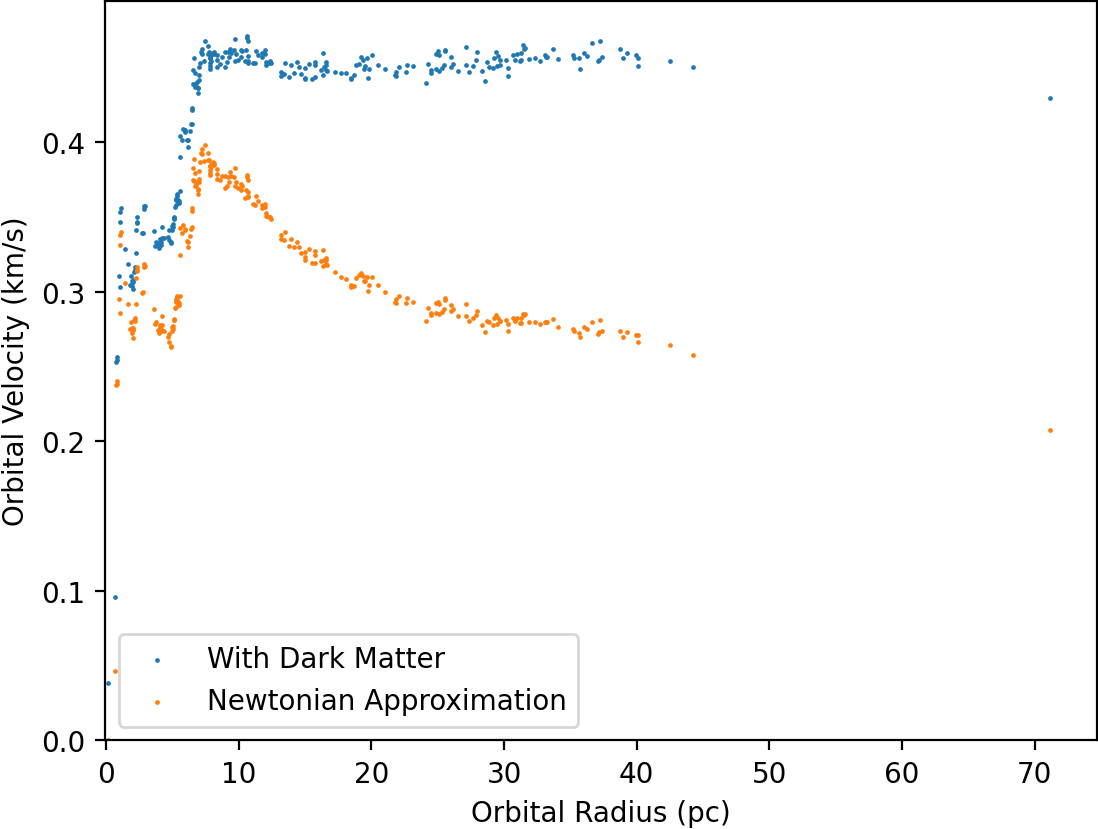 Orbital Velocity (km/s)
0.4
0.3
0.2
0.1
0.0
With Dark Matter
Newtonian Approximation
0 10 20 30 40 50 60 70
Orbital Radius (pc)